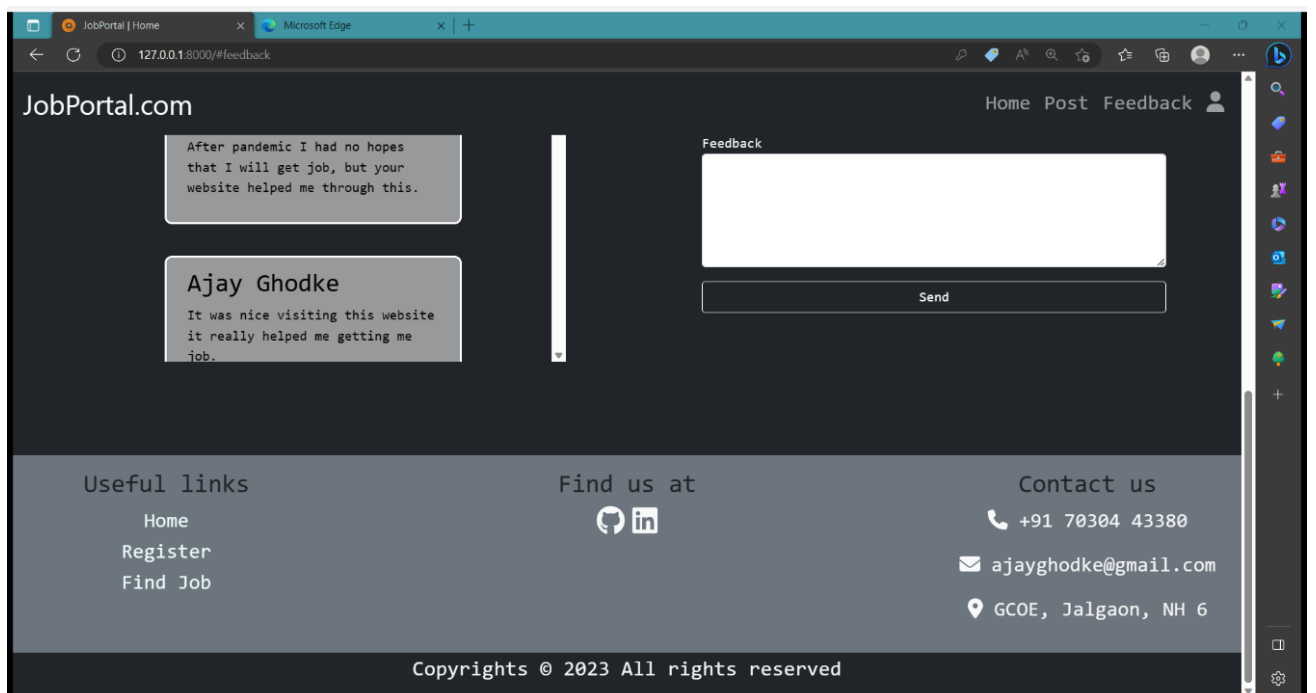 JobPortal | Home
Microsoft Edge
127.0.0.1:8000/#feedback
JobPortal.com
Home Post Feedback
After pandemic I had no hopes
that I will get job, but your
website helped me through this.
Ajay Ghodke
It was nice visiting this website
it really helped me getting me
job.
Feedback
Send
Useful links
Home
Register
Find Job
Find us at
in
Contact us
+91 70304 43380
ajayghodke@gmail.com
GCOE, Jalgaon, NH 6
Copyrights © 2023 All rights reserved